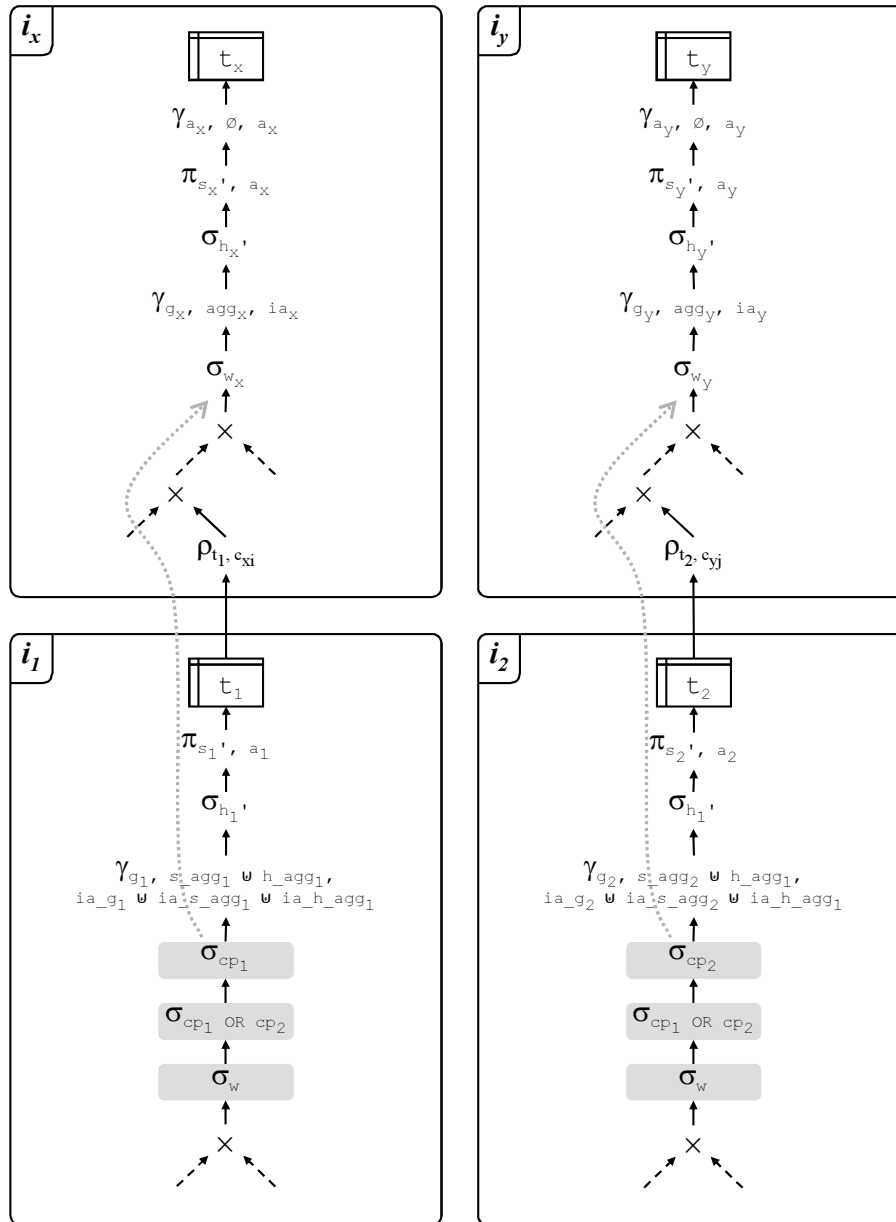 i_x
t_x
γ_{a_x}, ∅, a_x
π_{s_x'}, a_x
σ_{h_x'}
γ_{g_x}, agg_x, ia_x
σ_{w_x}
×
×
ρ_{t_1, c_{xi}}
i_y
t_y
γ_{a_y}, ∅, a_y
π_{s_y'}, a_y
σ_{h_y'}
γ_{g_y}, agg_y, ia_y
σ_{w_y}
×
×
ρ_{t_2, c_{yj}}
i_1
t_1
π_{s_1'}, a_1
σ_{h_1'}
γ_{g_1}, s_agg_1 ⊎ h_agg_1,
ia_g_1 ⊎ ia_s_agg_1 ⊎ ia_h_agg_1
σ_{cp_1}
σ_{cp_1 OR cp_2}
σ_w
×
i_2
t_2
π_{s_2'}, a_2
σ_{h_1'}
γ_{g_2}, s_agg_2 ⊎ h_agg_1,
ia_g_2 ⊎ ia_s_agg_2 ⊎ ia_h_agg_1
σ_{cp_2}
σ_{cp_1 OR cp_2}
σ_w
×